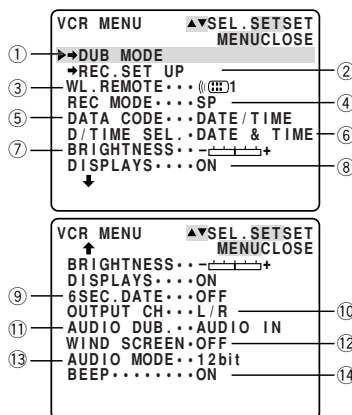 VCR MENU ▲▼SEL. SETSET
MENUCLOSE
① ▶➔DUB MODE
➔REC.SET UP ②
③ WL.REMOTE・・・ 1
REC MODE・・・・SP ④
⑤ DATA CODE・・・DATE/TIME
D/TIME SEL.・DATE & TIME ⑥
⑦ BRIGHTNESS・・− +
DISPLAYS・・・・ON ⑧
VCR MENU ▲▼SEL. SETSET
MENUCLOSE
BRIGHTNESS・・− +
DISPLAYS・・・・ON
⑨ 6SEC.DATE・・・OFF
OUTPUT CH・・・L/R ⑩
⑪ AUDIO DUB.・・AUDIO IN
WIND SCREEN・OFF ⑫
⑬ AUDIO MODE・・12bit
BEEP・・・・・・・・ON ⑭